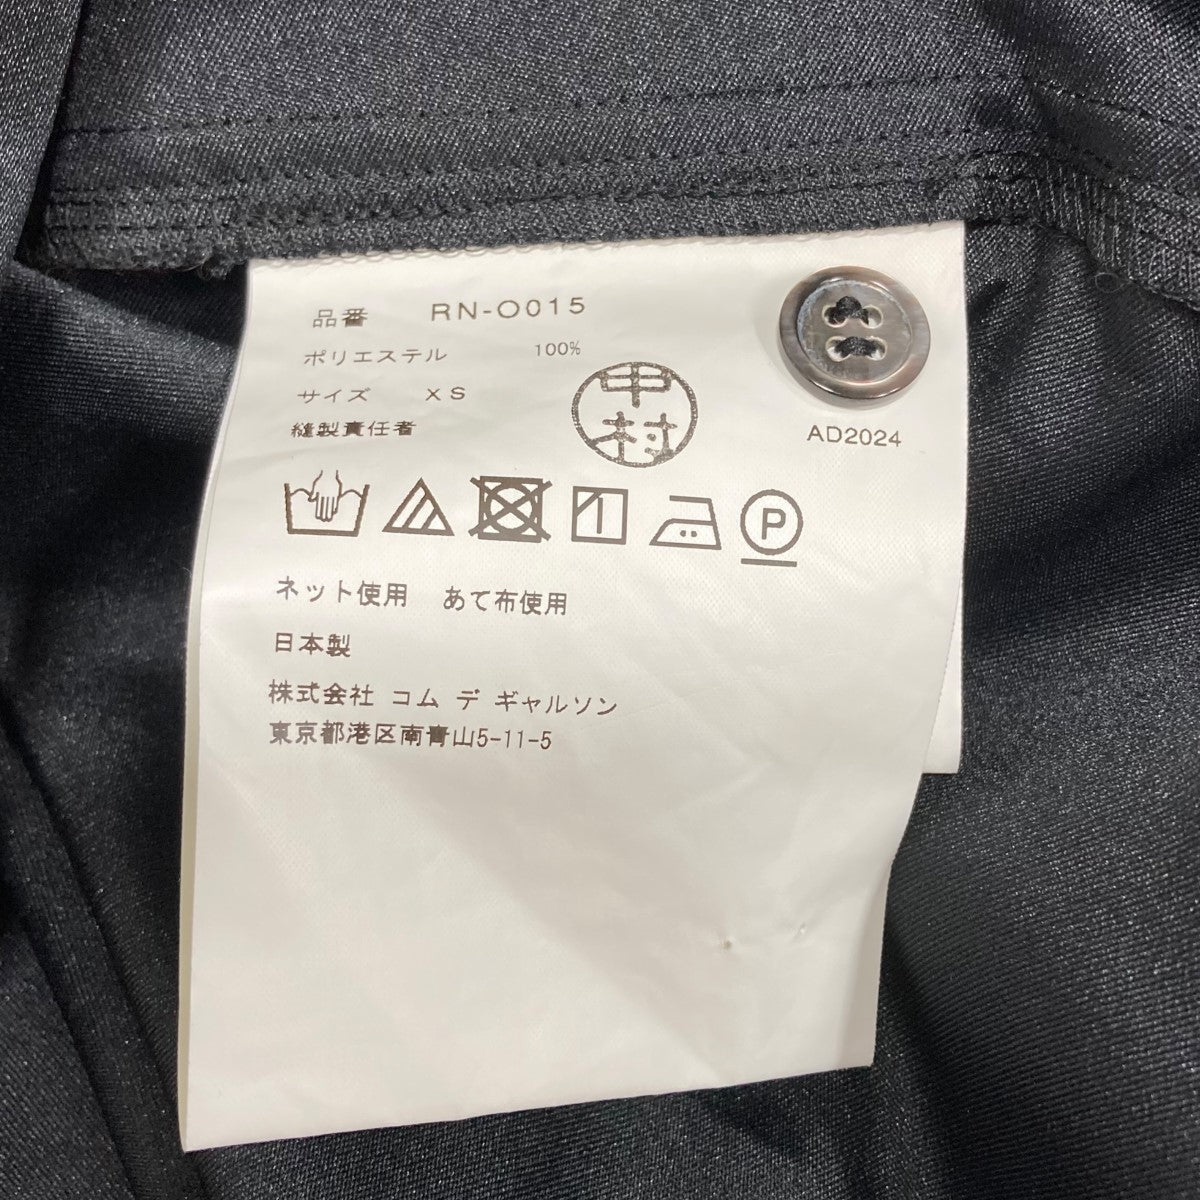 品番 RN-O015
ポリエステル 100%
サイズ XS
縫製責任者
中村
AD2024
P
ネット使用 あて布使用
日本製
株式会社 コム デ ギャルソン
東京都港区南青山5-11-5